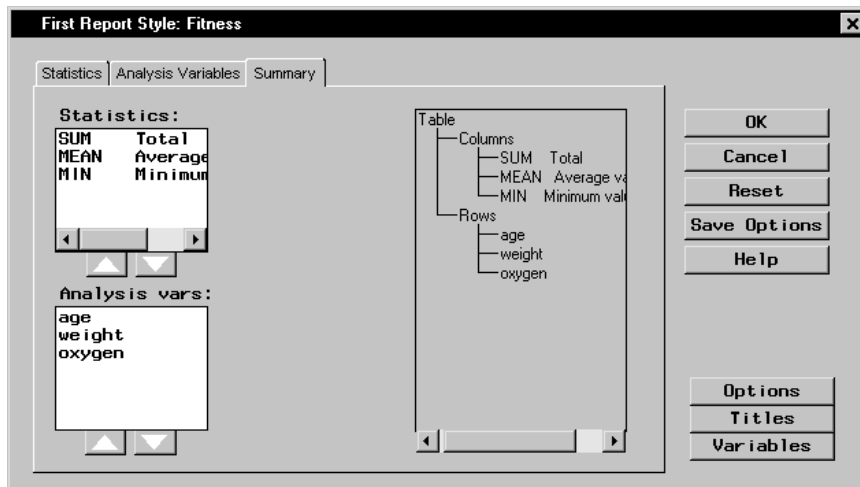 First Report Style: Fitness
Statistics Analysis Variables Summary
Statistics:
SUM Total
MEAN Average
MIN Minimum
Analysis vars:
age
weight
oxygen
Table
Columns
SUM Total
MEAN Average va
MIN Minimum val
Rows
age
weight
oxygen
OK
Cancel
Reset
Save Options
Help
Options
Titles
Variables